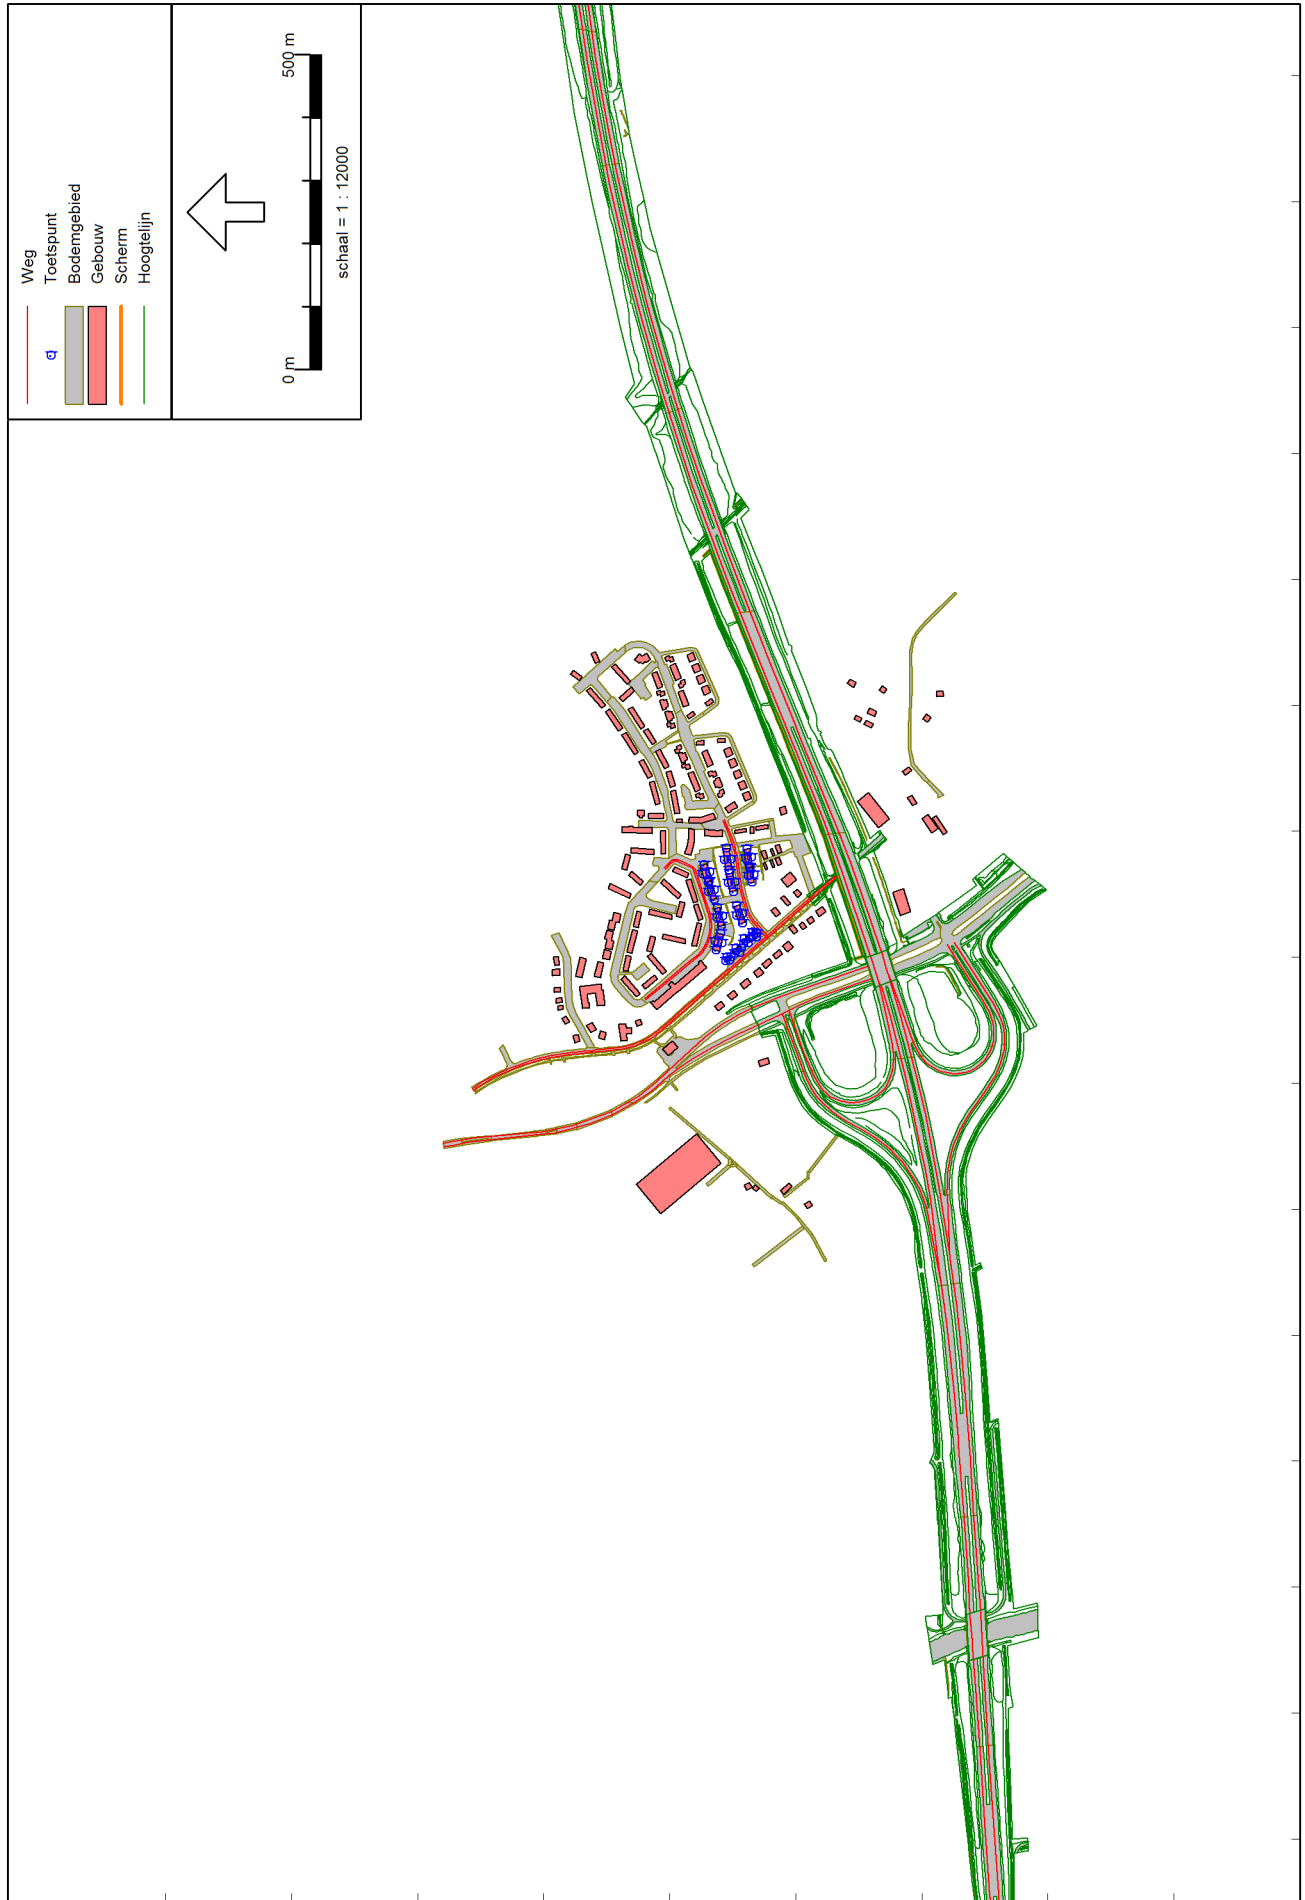 Weg
Toetspunt
Bodemgebied
Gebouw
Scherm
Hoogtelijn
0 m
500 m
schaal = 1 : 12000